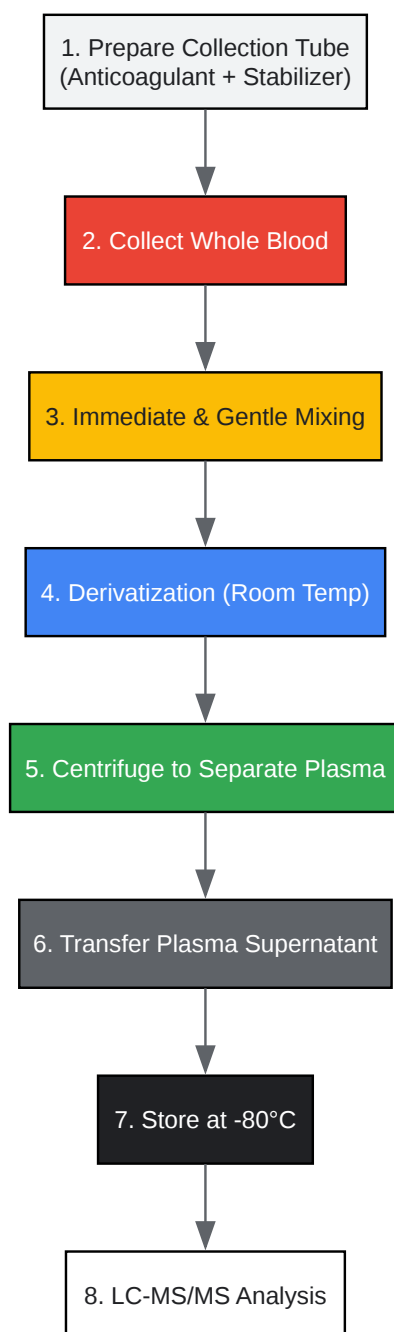 1. Prepare Collection Tube
(Anticoagulant + Stabilizer)
2. Collect Whole Blood
3. Immediate & Gentle Mixing
4. Derivatization (Room Temp)
5. Centrifuge to Separate Plasma
6. Transfer Plasma Supernatant
7. Store at -80°C
8. LC-MS/MS Analysis